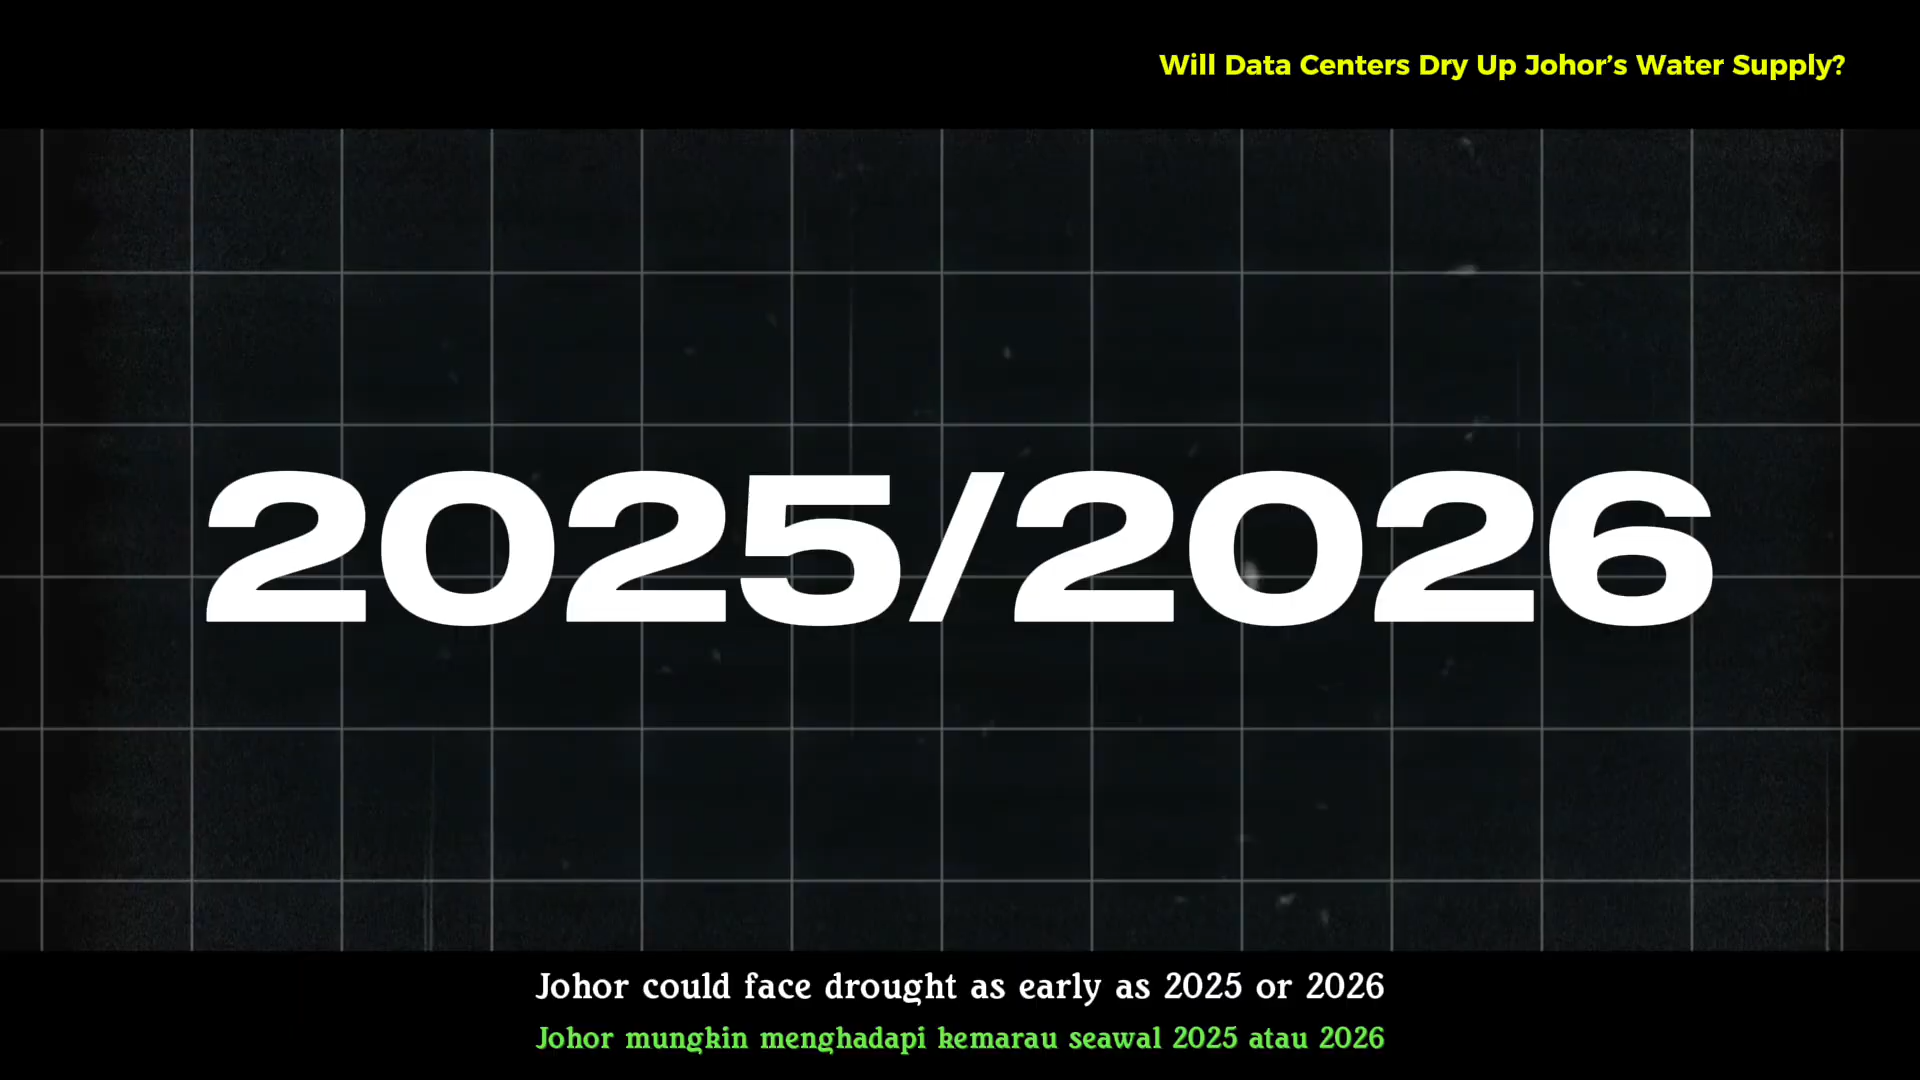 Will Data Centers Dry Up Johor’s Water Supply?
2025/2026
Johor could face drought as early as 2025 or 2026
Johor mungkin menghadapi kemarau seawal 2025 atau 2026